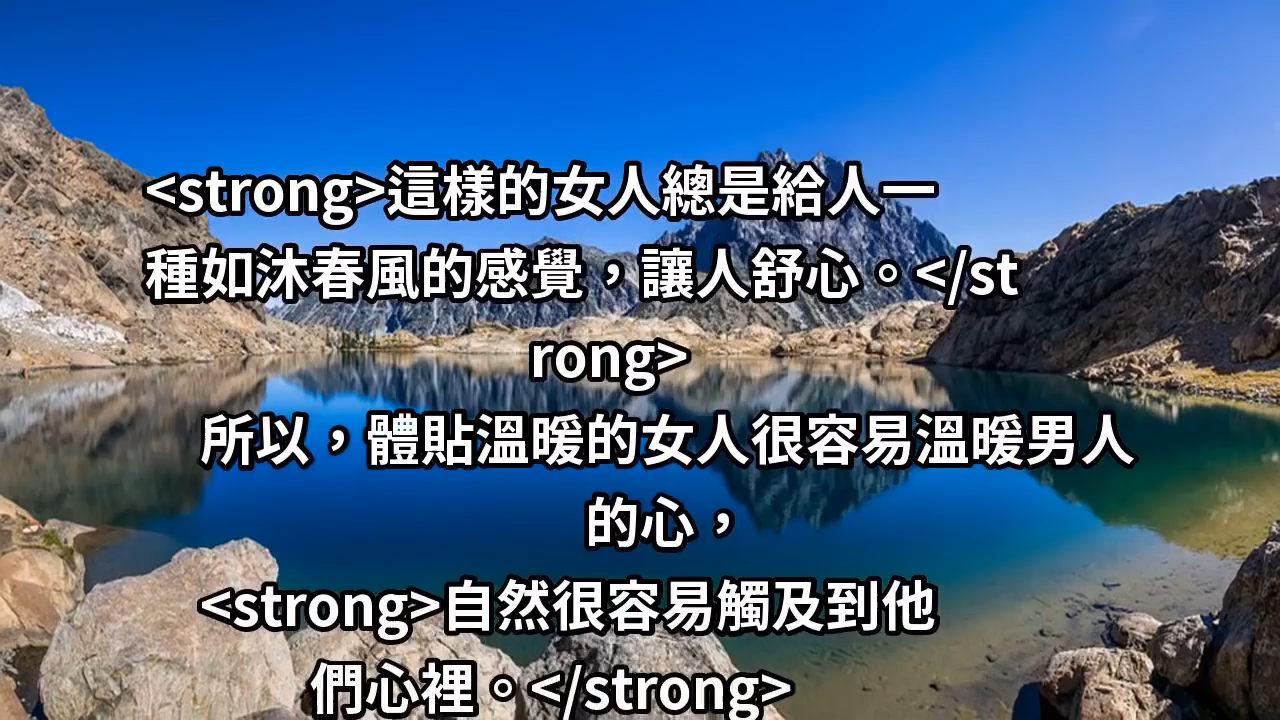 <strong>這樣的女人總是給人一
種如沐春風的感覺，讓人舒心。</st
rong>
所以，體貼溫暖的女人很容易溫暖男人
的心，
<strong>自然很容易觸及到他
們心裡。</strong>